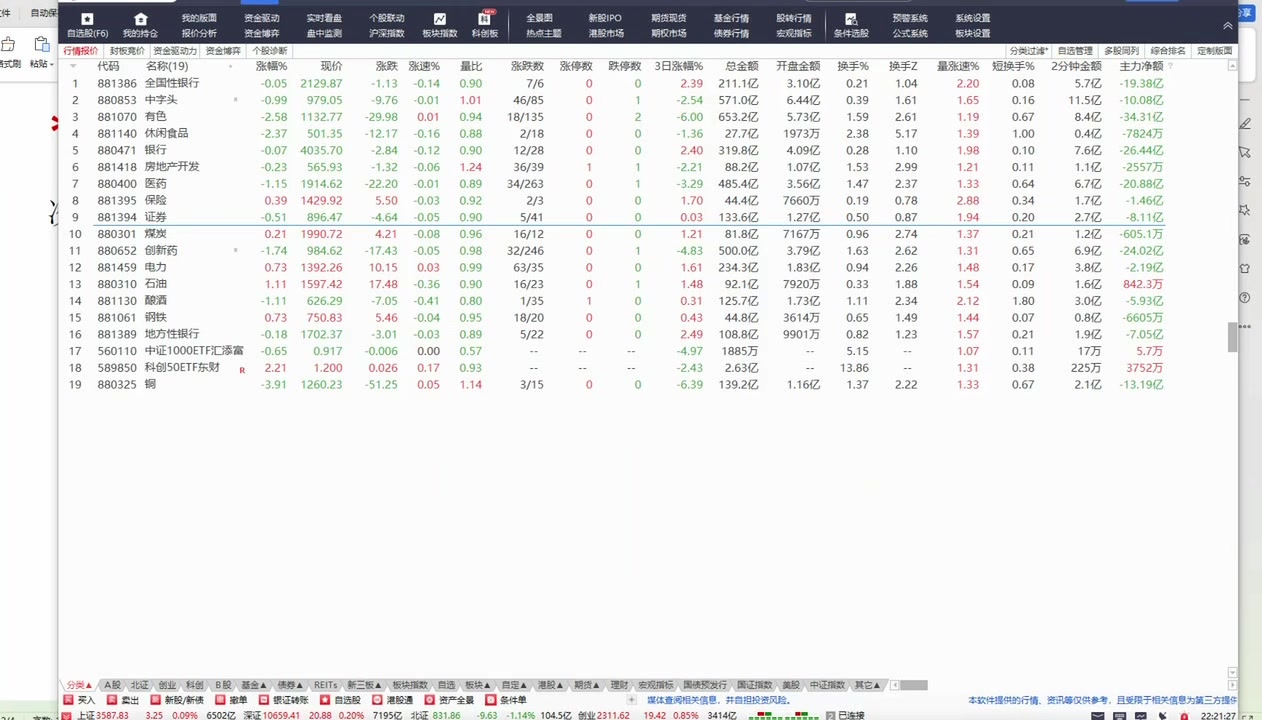 文件 自动保
格式刷 粘贴
分享
自选股(F6) 我的持仓 我的版面 资金驱动 实时看盘 个股联动 板块指数 科创板 全景图 新股IPO 期货现货 基金行情 股转行情 条件选股 预警系统 系统设置
报价分析 资金博弈 盘中监测 沪深指数 热点主题 港股市场 期权市场 债券行情 宏观指标 公式系统 板块设置
行情报价 封板竞价 资金驱动力 资金博弈 个股诊断 分类过滤* 自选管理 多股同列 综合排名 定制版面
代码 名称(19) 涨幅% 现价 涨跌 涨速% 量比 涨跌数 涨停数 跌停数 3日涨幅% 总金额 开盘金额 换手% 换手Z 量涨速% 短换手% 2分钟金额 主力净额
1 881386 全国性银行 -0.05 2129.87 -1.13 -0.14 0.90 7/6 0 0 2.39 211.1亿 3.10亿 0.21 1.04 2.20 0.08 5.7亿 -19.38亿
2 880853 中字头 -0.99 979.05 -9.76 -0.01 1.01 46/85 0 1 -2.54 571.0亿 6.44亿 0.39 1.61 1.65 0.16 11.5亿 -10.08亿
3 881070 有色 -2.58 1132.77 -29.98 0.01 0.94 18/135 0 2 -6.00 653.2亿 5.73亿 1.59 2.61 1.19 0.67 8.4亿 -34.31亿
4 881140 休闲食品 -2.37 501.35 -12.17 -0.16 0.88 2/18 0 0 -1.36 27.7亿 1973万 2.38 5.17 1.39 1.00 0.4亿 -7824万
5 880471 银行 -0.07 4035.70 -2.84 -0.12 0.90 12/28 0 0 2.40 319.8亿 4.09亿 0.28 1.10 1.98 0.10 7.6亿 -26.44亿
6 881418 房地产开发 -0.23 565.93 -1.32 -0.06 1.24 36/39 1 1 -2.21 88.2亿 1.07亿 1.53 2.99 1.21 0.11 1.1亿 -2557万
7 880400 医药 -1.15 1914.62 -22.20 -0.01 0.89 34/263 0 1 -3.29 485.4亿 3.56亿 1.47 2.37 1.33 0.64 6.7亿 -20.88亿
8 881395 保险 0.39 1429.92 5.50 -0.03 0.92 2/3 0 0 1.70 44.4亿 7660万 0.19 0.78 2.88 0.34 1.7亿 -1.46亿
9 881394 证券 -0.51 896.47 -4.64 -0.05 0.90 5/41 0 0 0.03 133.6亿 1.27亿 0.50 0.87 1.94 0.20 2.7亿 -8.11亿
10 880301 煤炭 0.21 1990.72 4.21 -0.08 0.96 16/12 0 0 1.21 81.8亿 7167万 0.96 2.74 1.37 0.21 1.2亿 -605.1万
11 880652 创新药 -1.74 984.62 -17.43 -0.05 0.98 32/246 0 1 -4.83 500.0亿 3.79亿 1.63 2.62 1.31 0.65 6.9亿 -24.02亿
12 881459 电力 0.73 1392.26 10.15 0.03 0.99 63/35 0 0 1.61 234.3亿 1.83亿 0.94 2.26 1.48 0.17 3.8亿 -2.19亿
13 880310 石油 1.11 1597.42 17.48 -0.36 0.90 16/23 0 1 1.48 92.1亿 7920万 0.33 1.88 1.54 0.09 1.6亿 842.3万
14 881130 酿酒 -1.11 626.29 -7.05 -0.41 0.80 1/35 1 0 0.31 125.7亿 1.73亿 1.11 2.34 2.12 1.80 3.0亿 -5.93亿
15 881061 钢铁 0.73 750.83 5.46 -0.04 0.95 18/20 0 0 0.43 44.8亿 3614万 0.65 1.49 1.44 0.07 0.8亿 -6605万
16 881389 地方性银行 -0.18 1702.37 -3.01 -0.03 0.89 5/22 0 0 2.49 108.8亿 9901万 0.82 1.23 1.57 0.21 1.9亿 -7.05亿
17 560110 中证1000ETF汇添富 -0.65 0.917 -0.006 0.00 0.57 -- -- -- -4.97 1885万 -- 5.15 -- 1.07 0.11 17万 5.7万
18 589850 科创50ETF东财 R 2.21 1.200 0.026 0.17 0.93 -- -- -- -2.43 2.63亿 -- 13.86 -- 1.31 0.38 225万 3752万
19 880325 铜 -3.91 1260.23 -51.25 0.05 1.14 3/15 0 0 -6.39 139.2亿 1.16亿 1.37 2.22 1.33 0.67 2.1亿 -13.19亿
分类▲ A股 北证 创业 科创 B股 基金▲ 债券▲ REITs 新三板▲ 板块指数 自选 板块▲ 自定▲ 港股▲ 期货▲ 理财 宏观指标 国债预发行 国证指数 美股 中证指数 其它▲
买入 卖出 新股/新债 撤单 银证转账 自选股 港股通 资产全景 条件单 媒体查阅相关信息，并自担投资风险。 本软件提供的行情、资讯等仅供参考，且受限于相关信息为第三方提供
上证3587.83 3.25 0.09% 6502亿 深证10659.41 20.88 0.20% 7195亿 北证 831.86 -9.63 -1.14% 104.5亿 创业2311.62 19.42 0.85% 3414亿 2 已连接 22:21:27